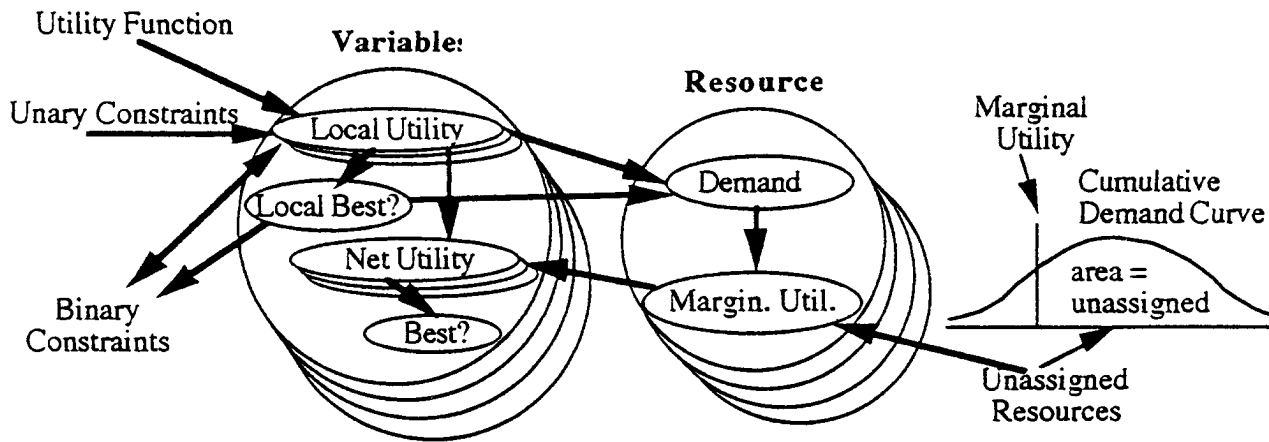 Utility Function
Variable:
Resource
Unary Constraints
Local Utility
Marginal
Utility
Demand
Cumulative
Demand Curve
Local Best?
Net Utility
area =
unassigned
Margin. Util.
Binary
Constraints
Best?
Unassigned
Resources